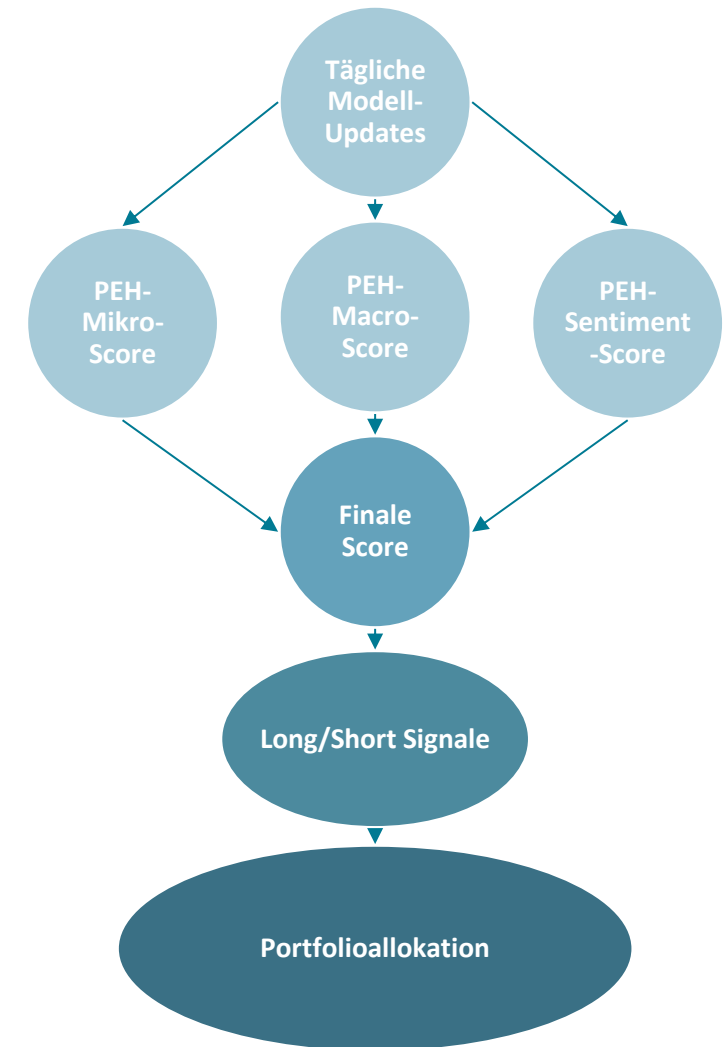 Tägliche
Modell-
Updates
PEH-
Mikro-
Score
PEH-
Macro-
Score
PEH-
Sentiment
-Score
Finale
Score
Long/Short Signale
Portfolioallokation